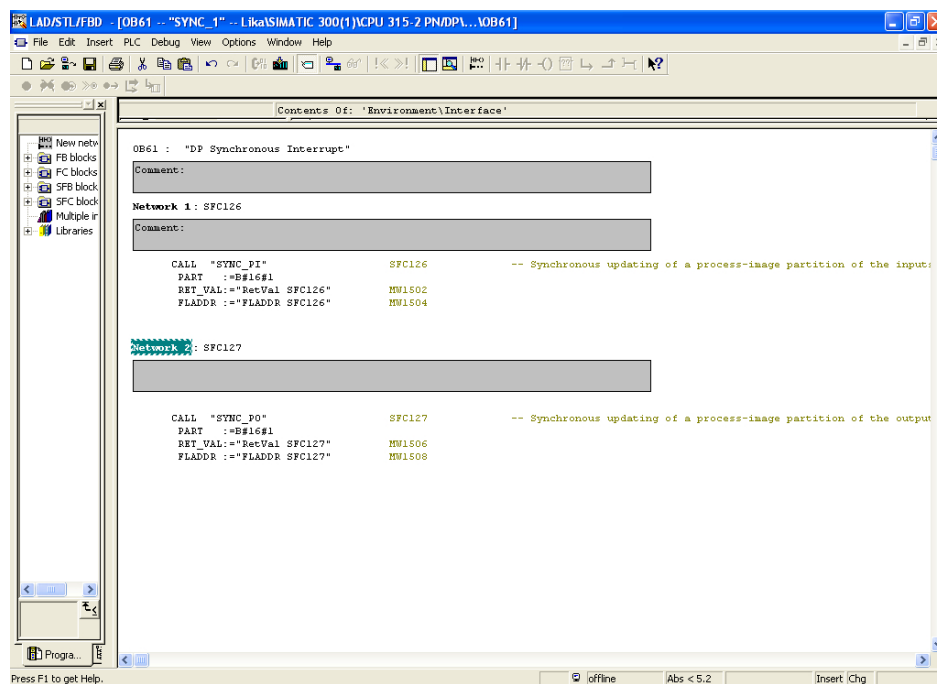 LAD/STL/FBD - [OB61 -- "SYNC_1" -- Lika\SIMATIC 300(1)\CPU 315-2 PN/DP\...\OB61]
File Edit Insert PLC Debug View Options Window Help
Contents Of: 'Environment\Interface'
New netw
FB blocks
FC blocks
SFB block
SFC block
Multiple in
Libraries
OB61 : "DP Synchronous Interrupt"
Comment:
Network 1: SFC126
Comment:
CALL "SYNC_PI" SFC126 -- Synchronous updating of a process-image partition of the inputs
PART :=B#16#1
RET_VAL:="RetVal SFC126" MW1502
FLADDR :="FLADDR SFC126" MW1504
Network 2: SFC127
CALL "SYNC_PO" SFC127 -- Synchronous updating of a process-image partition of the output
PART :=B#16#1
RET_VAL:="RetVal SFC127" MW1506
FLADDR :="FLADDR SFC127" MW1508
Progra...
Press F1 to get Help. offline Abs < 5.2 Insert Chg